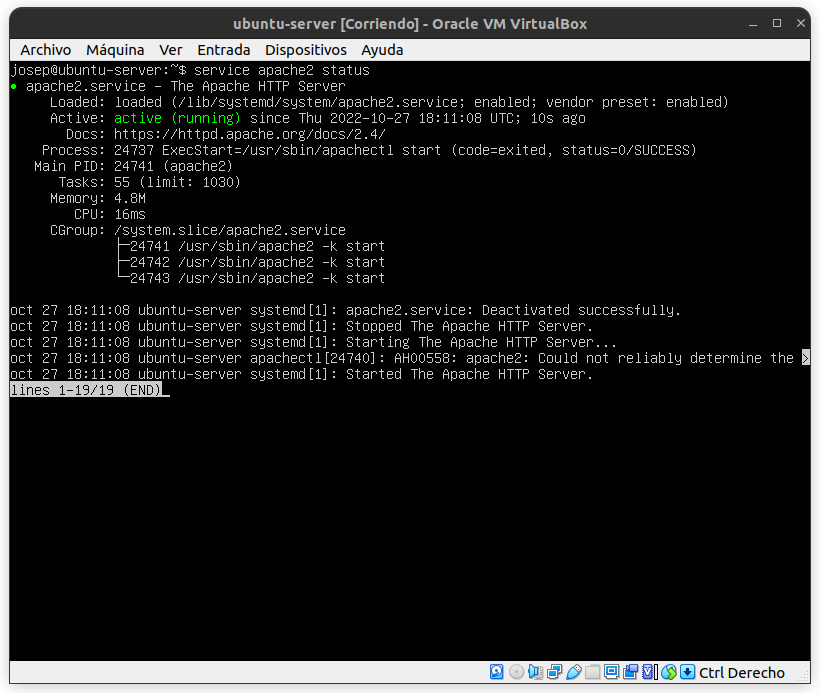 ubuntu-server [Corriendo] - Oracle VM VirtualBox
Archivo Máquina Ver Entrada Dispositivos Ayuda
josep@ubuntu-server:~$ service apache2 status
● apache2.service - The Apache HTTP Server
Loaded: loaded (/lib/systemd/system/apache2.service; enabled; vendor preset: enabled)
Active: active (running) since Thu 2022-10-27 18:11:08 UTC; 10s ago
Docs: https://httpd.apache.org/docs/2.4/
Process: 24737 ExecStart=/usr/sbin/apachectl start (code=exited, status=0/SUCCESS)
Main PID: 24741 (apache2)
Tasks: 55 (limit: 1030)
Memory: 4.8M
CPU: 16ms
CGroup: /system.slice/apache2.service
├─24741 /usr/sbin/apache2 -k start
├─24742 /usr/sbin/apache2 -k start
└─24743 /usr/sbin/apache2 -k start
oct 27 18:11:08 ubuntu-server systemd[1]: apache2.service: Deactivated successfully.
oct 27 18:11:08 ubuntu-server systemd[1]: Stopped The Apache HTTP Server.
oct 27 18:11:08 ubuntu-server systemd[1]: Starting The Apache HTTP Server...
oct 27 18:11:08 ubuntu-server apachectl[24740]: AH00558: apache2: Could not reliably determine the >
oct 27 18:11:08 ubuntu-server systemd[1]: Started The Apache HTTP Server.
lines 1-19/19 (END)
Ctrl Derecho